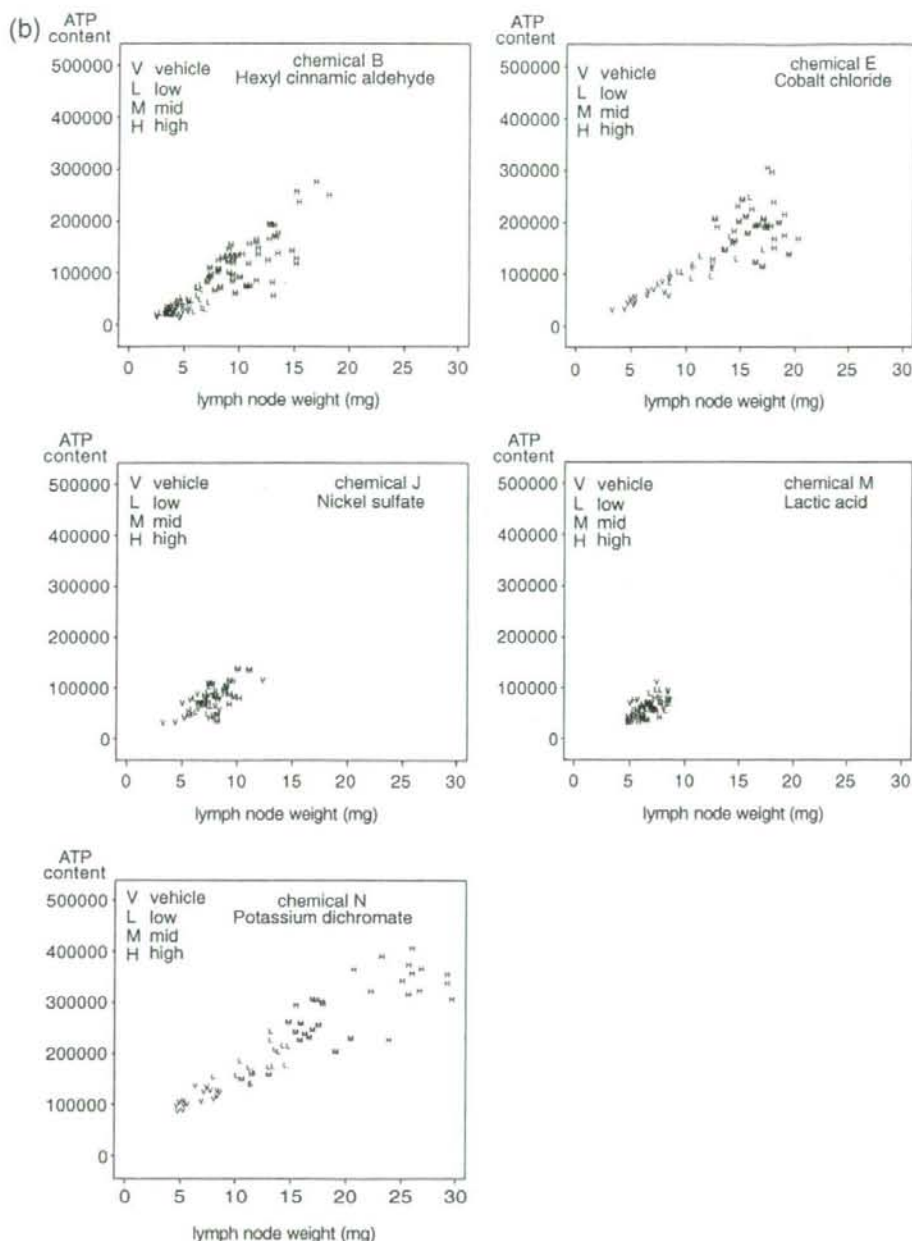 (b)
ATP
content
500000
400000
300000
200000
100000
0
V vehicle
L low
M mid
H high
chemical B
Hexyl cinnamic aldehyde
0 5 10 15 20 25 30
lymph node weight (mg)
ATP
content
500000
400000
300000
200000
100000
0
V vehicle
L low
M mid
H high
chemical E
Cobalt chloride
0 5 10 15 20 25 30
lymph node weight (mg)
ATP
content
500000
400000
300000
200000
100000
0
V vehicle
L low
M mid
H high
chemical J
Nickel sulfate
0 5 10 15 20 25 30
lymph node weight (mg)
ATP
content
500000
400000
300000
200000
100000
0
V vehicle
L low
M mid
H high
chemical M
Lactic acid
0 5 10 15 20 25 30
lymph node weight (mg)
ATP
content
500000
400000
300000
200000
100000
0
V vehicle
L low
M mid
H high
chemical N
Potassium dichromate
0 5 10 15 20 25 30
lymph node weight (mg)